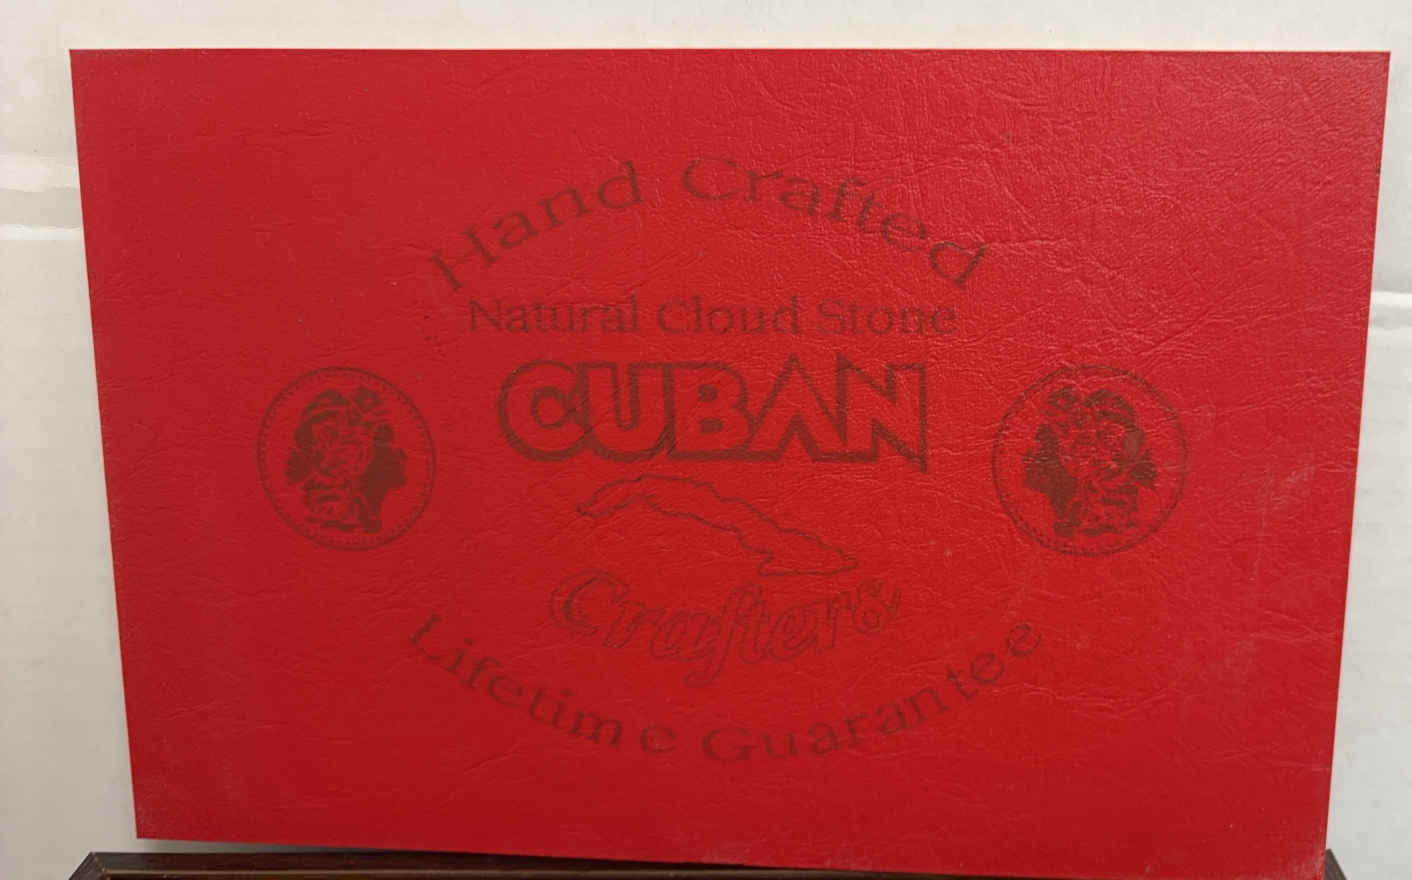 Hand Crafted
Natural Cloud Stone
CUBAN
Crafters
Lifetime Guarantee